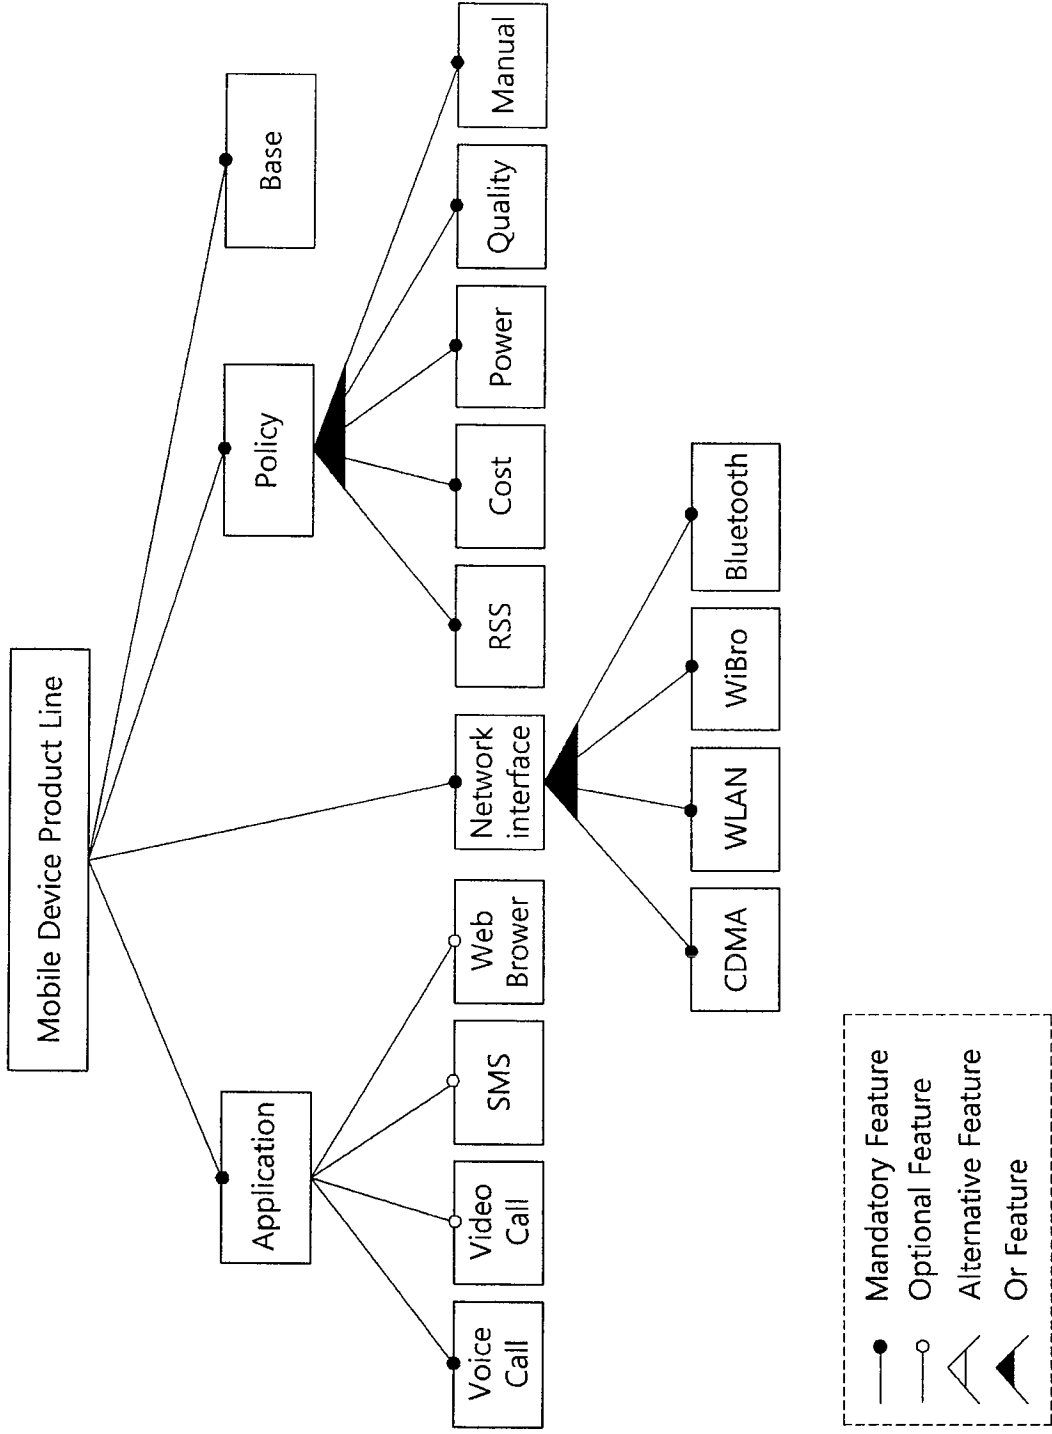 Mobile Device Product Line
Application
Policy
Base
Voice
Call
Video
Call
SMS
Web
Brower
Network
interface
RSS
Cost
Power
Quality
Manual
CDMA
WLAN
WiBro
Bluetooth
Mandatory Feature
Optional Feature
Alternative Feature
Or Feature